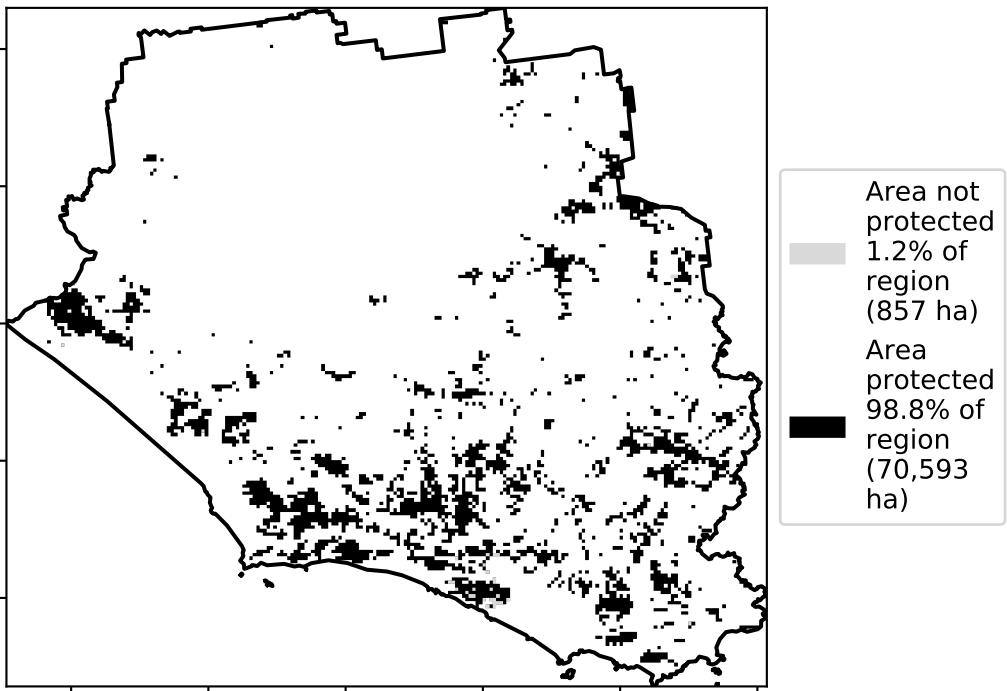 Area not
protected
1.2% of
region
(857 ha)
Area
protected
98.8% of
region
(70,593
ha)